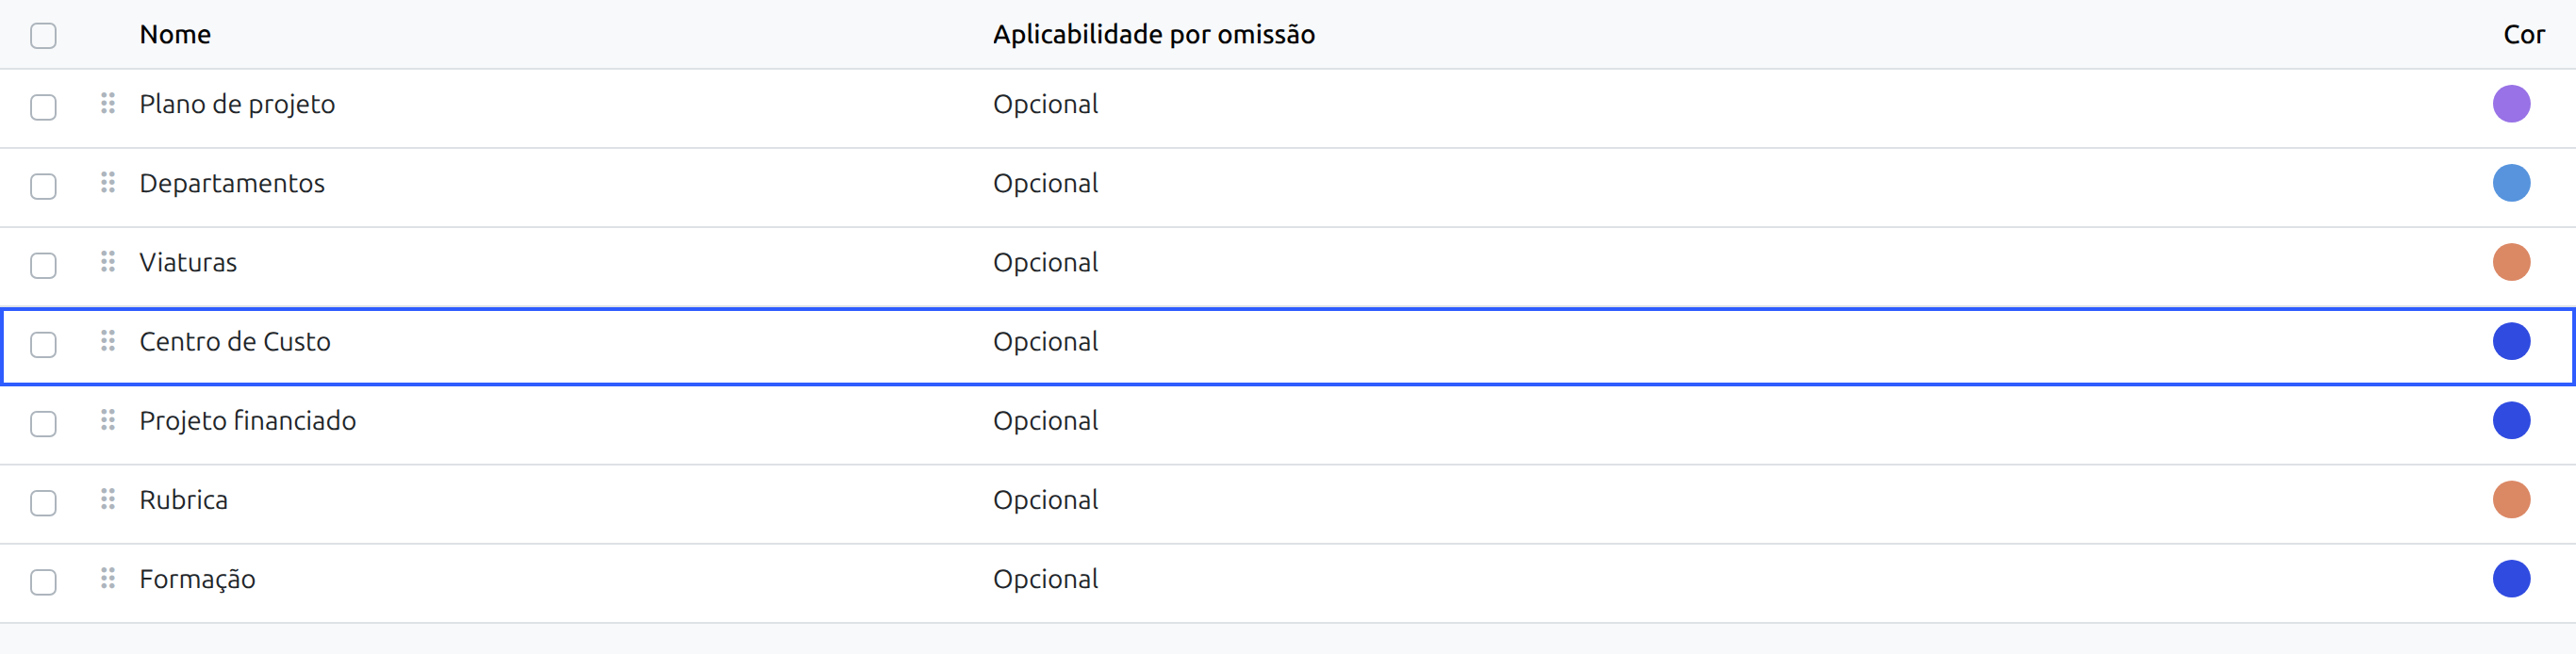 Nome Aplicabilidade por omissão Cor
Plano de projeto Opcional
Departamentos Opcional
Viaturas Opcional
Centro de Custo Opcional
Projeto financiado Opcional
Rubrica Opcional
Formação Opcional